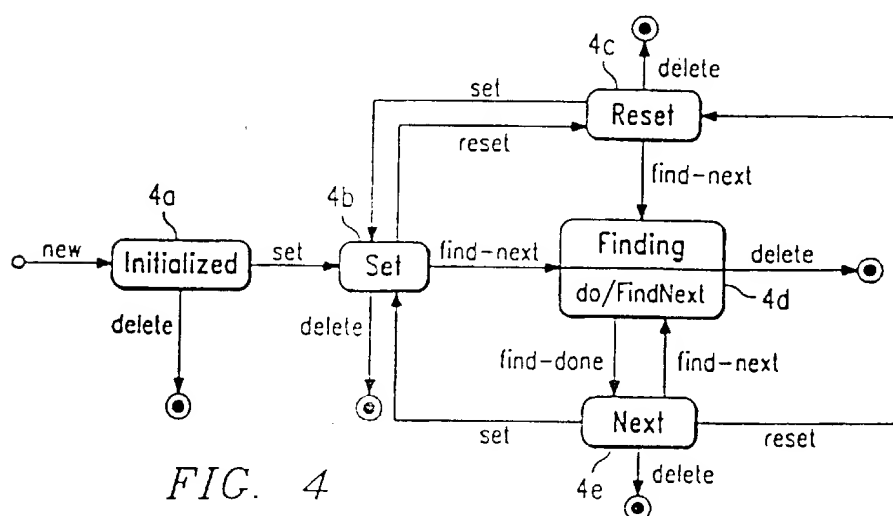 4c
delete
set
Reset
reset
find-next
4a
4b
new
Initialized
set
Set
find-next
Finding
delete
do/FindNext
4d
delete
delete
find-done
find-next
Next
set
reset
4e
delete
FIG. 4